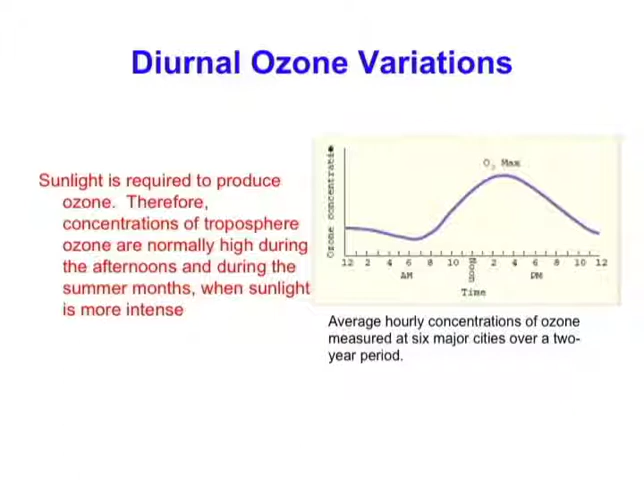 Diurnal Ozone Variations
Sunlight is required to produce
ozone. Therefore,
concentrations of troposphere
ozone are normally high during
the afternoons and during the
summer months, when sunlight
is more intense
Ozone concentratio
O3 Max
12 2 4 6 8 10 Noon 2 4 6 8 10 12
AM PM
Time
Average hourly concentrations of ozone
measured at six major cities over a two-
year period.